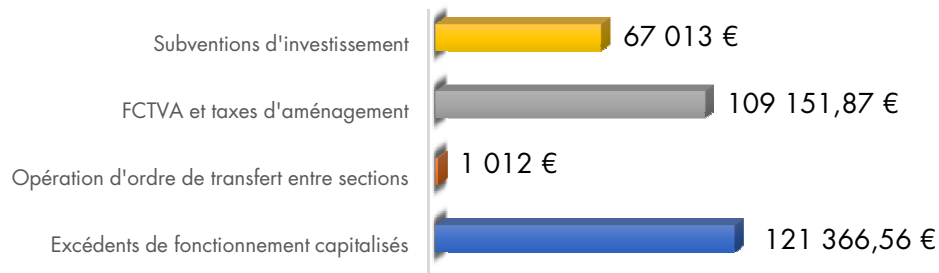 Subventions d'investissement 67 013 €
FCTVA et taxes d'aménagement 109 151,87 €
Opération d'ordre de transfert entre sections 1 012 €
Excédents de fonctionnement capitalisés 121 366,56 €